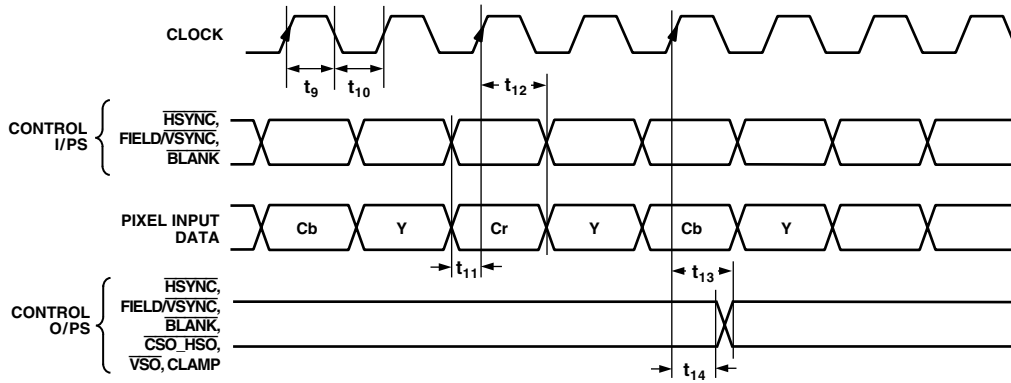 CLOCK
t9
t10
t12
CONTROL
I/PS
HSYNC,
FIELD/VSYNC,
BLANK
PIXEL INPUT
DATA
Cb
Y
Cr
Y
Cb
Y
t11
t13
CONTROL
O/PS
HSYNC,
FIELD/VSYNC,
BLANK,
CSO_HSO,
VSO, CLAMP
t14